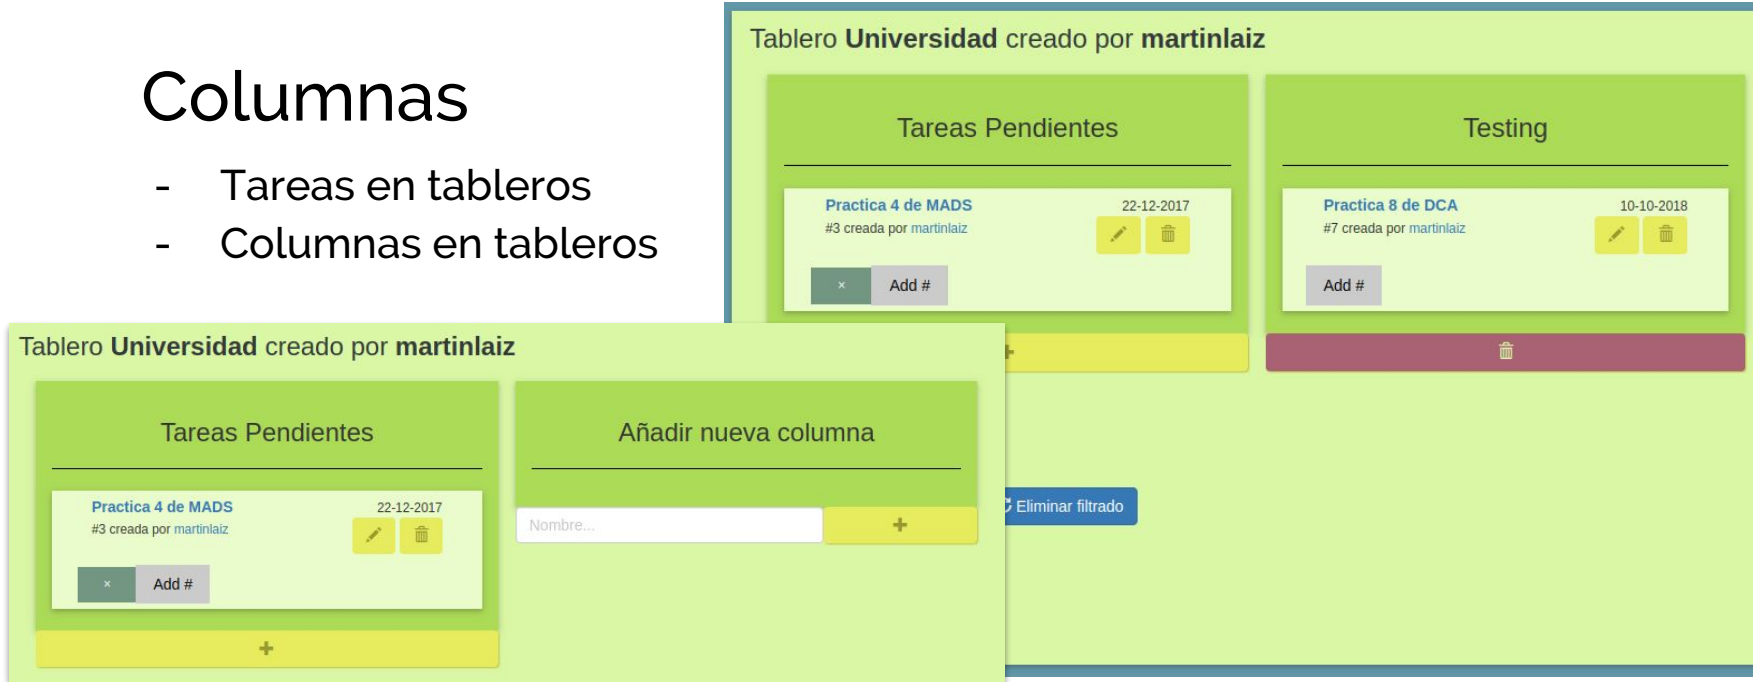 Columnas
- Tareas en tableros
- Columnas en tableros
Tablero Universidad creado por martinlaiz
Tareas Pendientes
Practica 4 de MADS 22-12-2017
#3 creada por martinlaiz
× Add #
Testing
Practica 8 de DCA 10-10-2018
#7 creada por martinlaiz
Add #
Eliminar filtrado
Tablero Universidad creado por martinlaiz
Tareas Pendientes
Practica 4 de MADS 22-12-2017
#3 creada por martinlaiz
× Add #
Añadir nueva columna
Nombre...